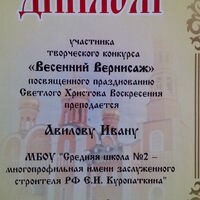 ДИПЛОМ
участника
творческого конкурса
«Весенний Вернисаж»
посвященного празднованию
Светлого Христова Воскресения
преподается
Авилову Ивану
МБОУ "Средняя школа №2 –
многопрофильная имени заслуженного
строителя РФ Е.И. Куропаткина"